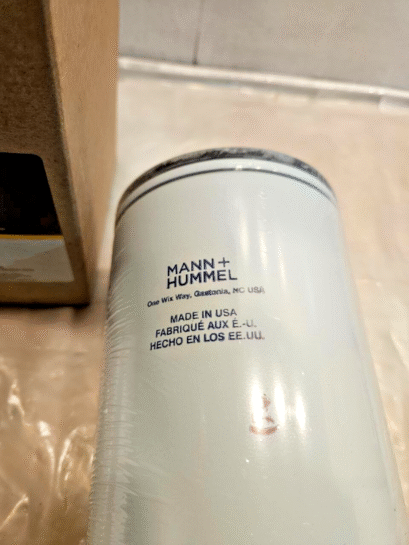 MANN+
HUMMEL
One Wix Way, Gastonia, NC USA
MADE IN USA
FABRIQUÉ AUX É.-U.
HECHO EN LOS EE.UU.